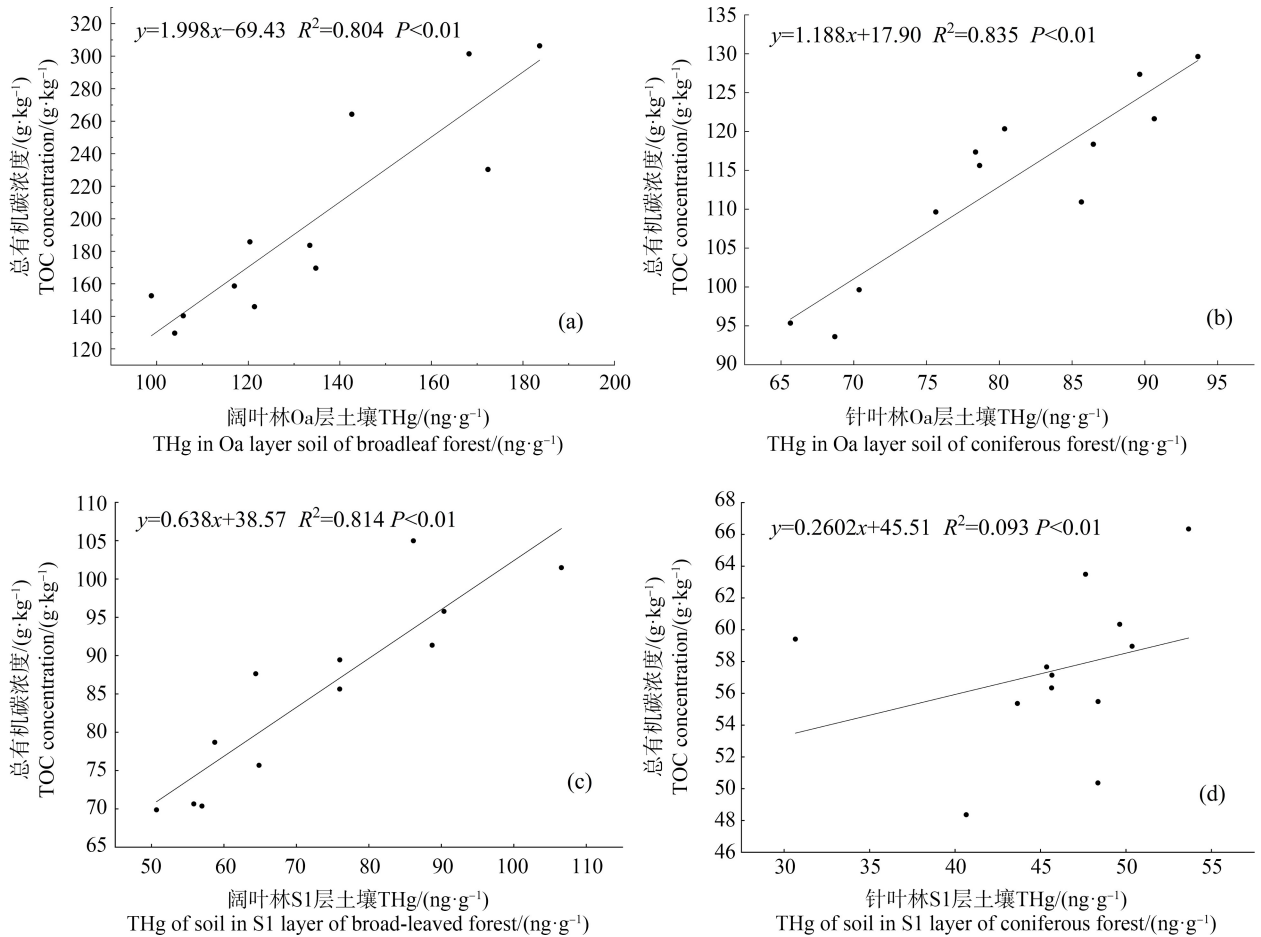 y=1.998x−69.43 R²=0.804 P<0.01
320
300
280
260
240
220
200
180
160
140
120
总有机碳浓度/(g·kg⁻¹)
TOC concentration/(g·kg⁻¹)
(a)
100 120 140 160 180 200
阔叶林Oa层土壤THg/(ng·g⁻¹)
THg in Oa layer soil of broadleaf forest/(ng·g⁻¹)
y=1.188x+17.90 R²=0.835 P<0.01
135
130
125
120
115
110
105
100
95
90
总有机碳浓度/(g·kg⁻¹)
TOC concentration/(g·kg⁻¹)
(b)
65 70 75 80 85 90 95
针叶林Oa层土壤THg/(ng·g⁻¹)
THg in Oa layer soil of coniferous forest/(ng·g⁻¹)
y=0.638x+38.57 R²=0.814 P<0.01
110
105
100
95
90
85
80
75
70
65
总有机碳浓度/(g·kg⁻¹)
TOC concentration/(g·kg⁻¹)
(c)
50 60 70 80 90 100 110
阔叶林S1层土壤THg/(ng·g⁻¹)
THg of soil in S1 layer of broad-leaved forest/(ng·g⁻¹)
y=0.2602x+45.51 R²=0.093 P<0.01
68
66
64
62
60
58
56
54
52
50
48
46
总有机碳浓度/(g·kg⁻¹)
TOC concentration/(g·kg⁻¹)
(d)
30 35 40 45 50 55
针叶林S1层土壤THg/(ng·g⁻¹)
THg of soil in S1 layer of coniferous forest/(ng·g⁻¹)